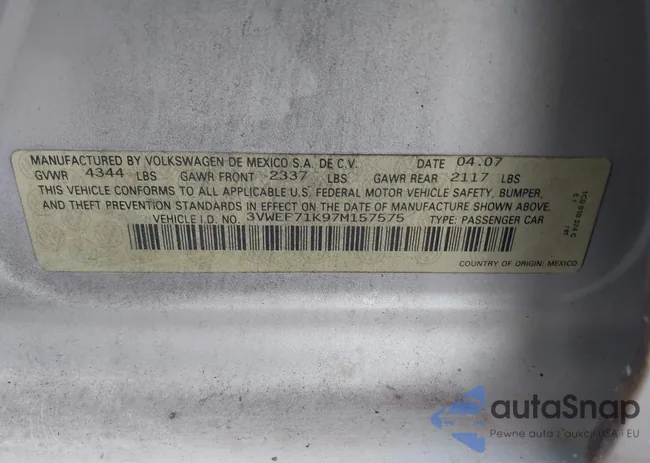 MANUFACTURED BY VOLKSWAGEN DE MEXICO S.A. DE C.V. DATE 04.07
GVWR 4344 LBS GAWR FRONT 2337 LBS GAWR REAR 2117 LBS
THIS VEHICLE CONFORMS TO ALL APPLICABLE U.S. FEDERAL MOTOR VEHICLE SAFETY, BUMPER,
AND THEFT PREVENTION STANDARDS IN EFFECT ON THE DATE OF MANUFACTURE SHOWN ABOVE.
VEHICLE I.D. NO. 3VWEF71K97M157575 TYPE: PASSENGER CAR
COUNTRY OF ORIGIN: MEXICO
autaSnap
Pewne auta z aukcji USA i EU